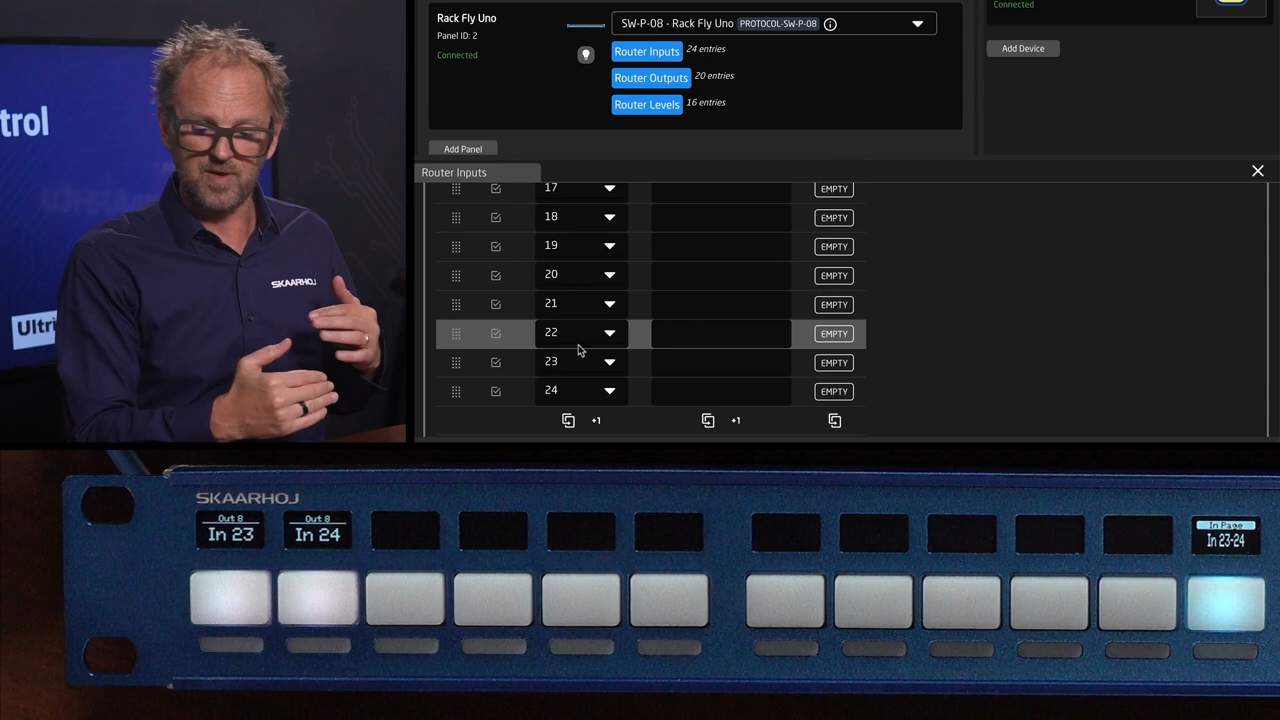 trol
Ultri
SKAARHOJ
Rack Fly Uno
Panel ID: 2
Connected
SW-P-08 - Rack Fly Uno PROTOCOL-SW-P-08
Router Inputs 24 entries
Router Outputs 20 entries
Router Levels 16 entries
Add Panel
Connected
Add Device
Router Inputs
17 EMPTY
18 EMPTY
19 EMPTY
20 EMPTY
21 EMPTY
22 EMPTY
23 EMPTY
24 EMPTY
+1 +1
SKAARHOJ
Out 8
In 23
Out 8
In 24
In Page
In 23-24